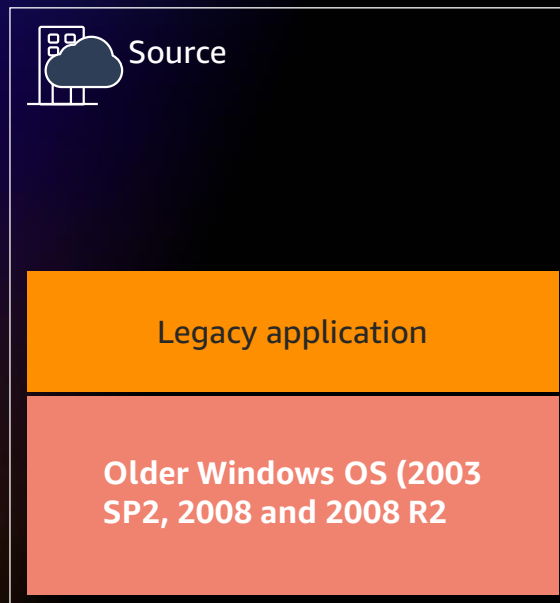 Source
Legacy application
Older Windows OS (2003
SP2, 2008 and 2008 R2